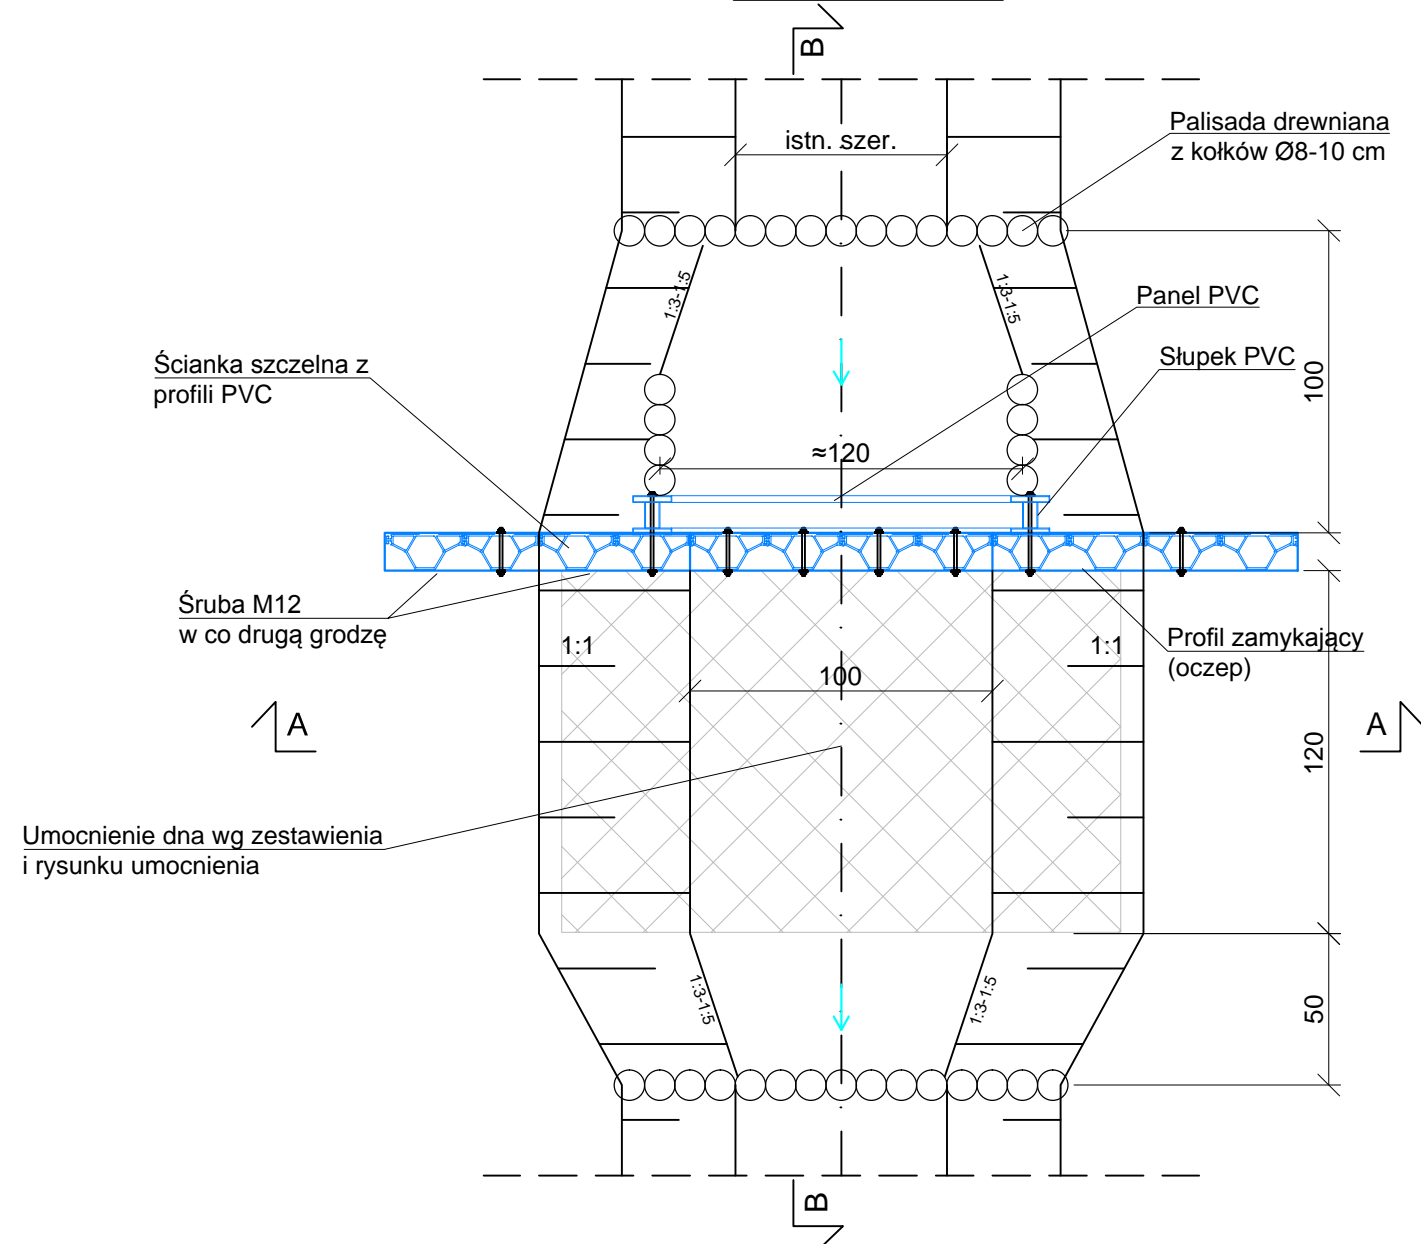 B
istn. szer.
Palisada drewniana
z kołków Ø8-10 cm
1:3-1:5
1:3-1:5
Panel PVC
Słupek PVC
100
Ścianka szczelna z
profili PVC
≈120
Śruba M12
w co drugą grodzę
1:1
1:1
Profil zamykający
(oczep)
100
A
A
120
Umocnienie dna wg zestawienia
i rysunku umocnienia
1:3-1:5
1:3-1:5
50
B